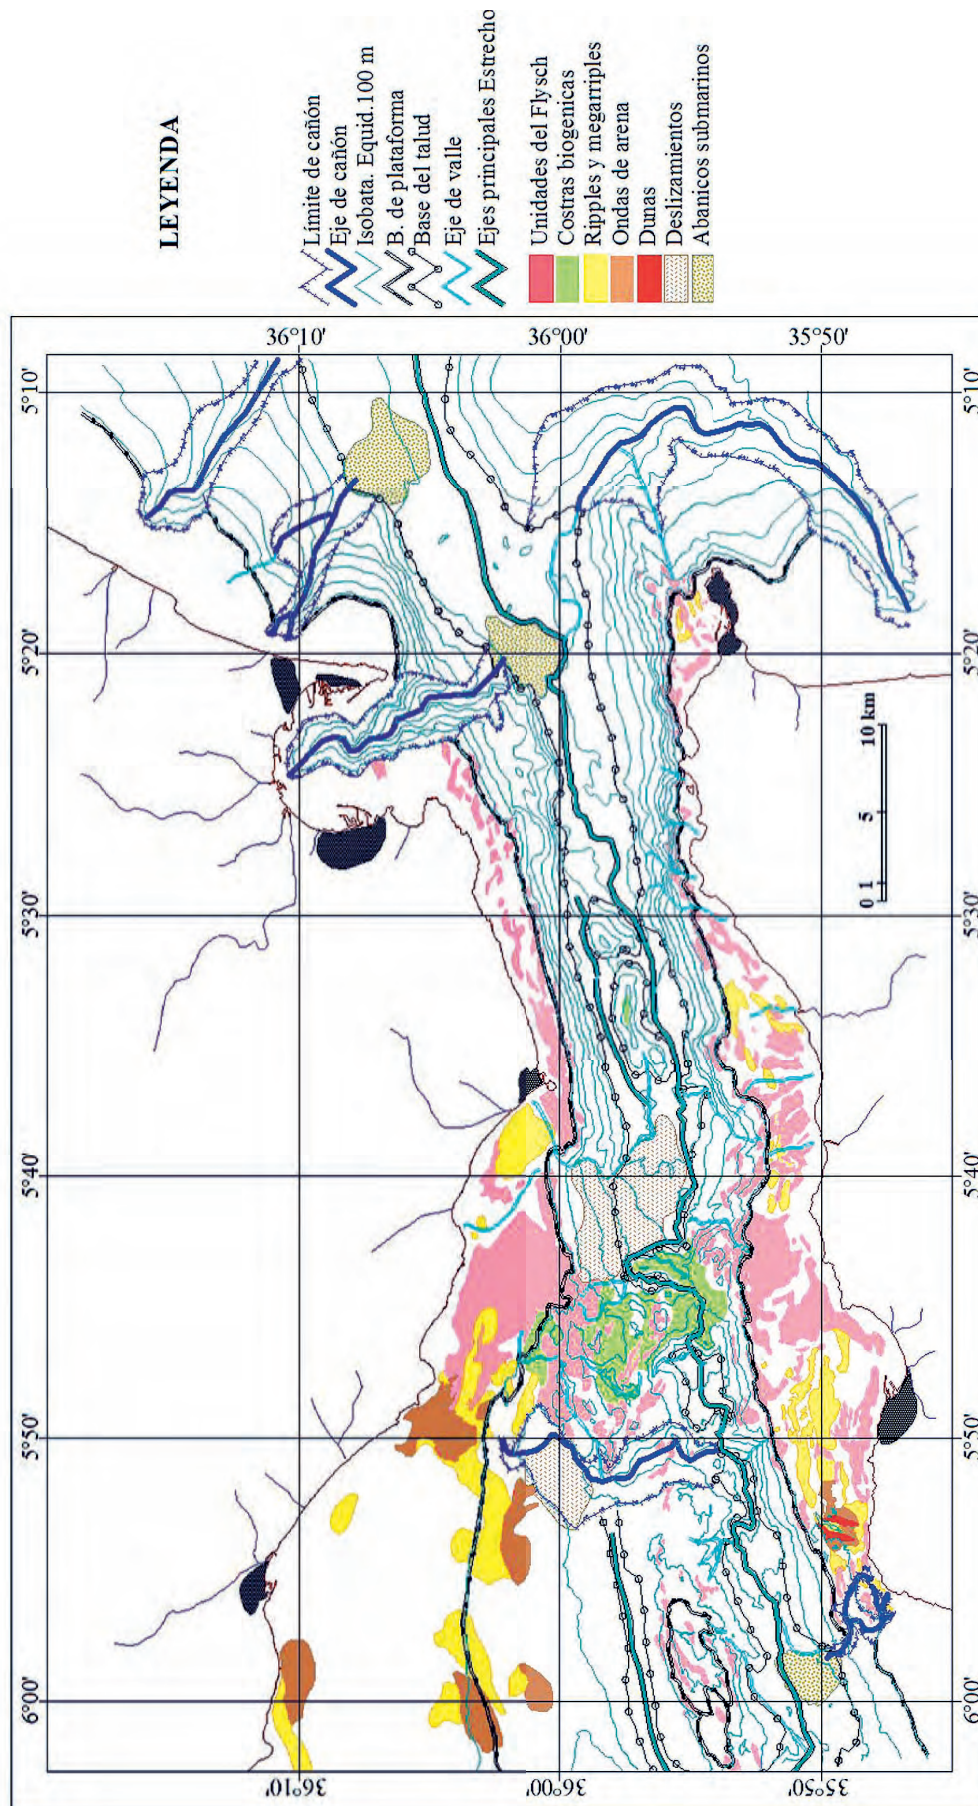 LEYENDA
Límite de cañón
Eje de cañón
Isobata. Equid.100 m
B. de plataforma
Base del talud
Eje de valle
Ejes principales Estrecho
Unidades del Flysch
Costras biogenicas
Ripples y megarriples
Ondas de arena
Dunas
Deslizamientos
Abanicos submarinos
6°00'
5°50'
5°40'
5°30'
5°20'
5°10'
36°10'
36°10'
36°00'
36°00'
35°50'
35°50'
0 1 5 10 km
6°00'
5°50'
5°40'
5°30'
5°20'
5°10'